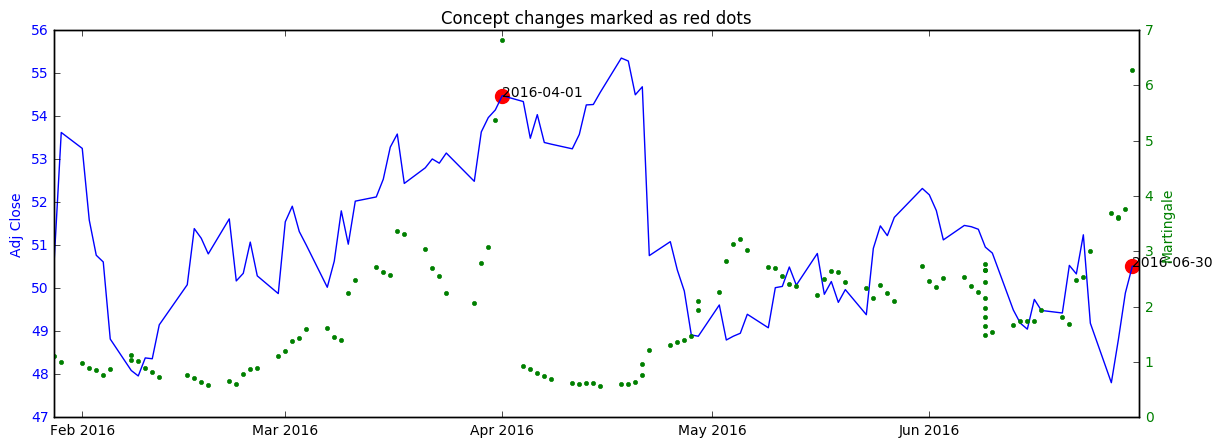 Concept changes marked as red dots
56
55
54
53
52
51
50
49
48
47
Adj Close
7
6
5
4
3
2
1
0
Martingale
2016-04-01
2016-06-30
Feb 2016
Mar 2016
Apr 2016
May 2016
Jun 2016